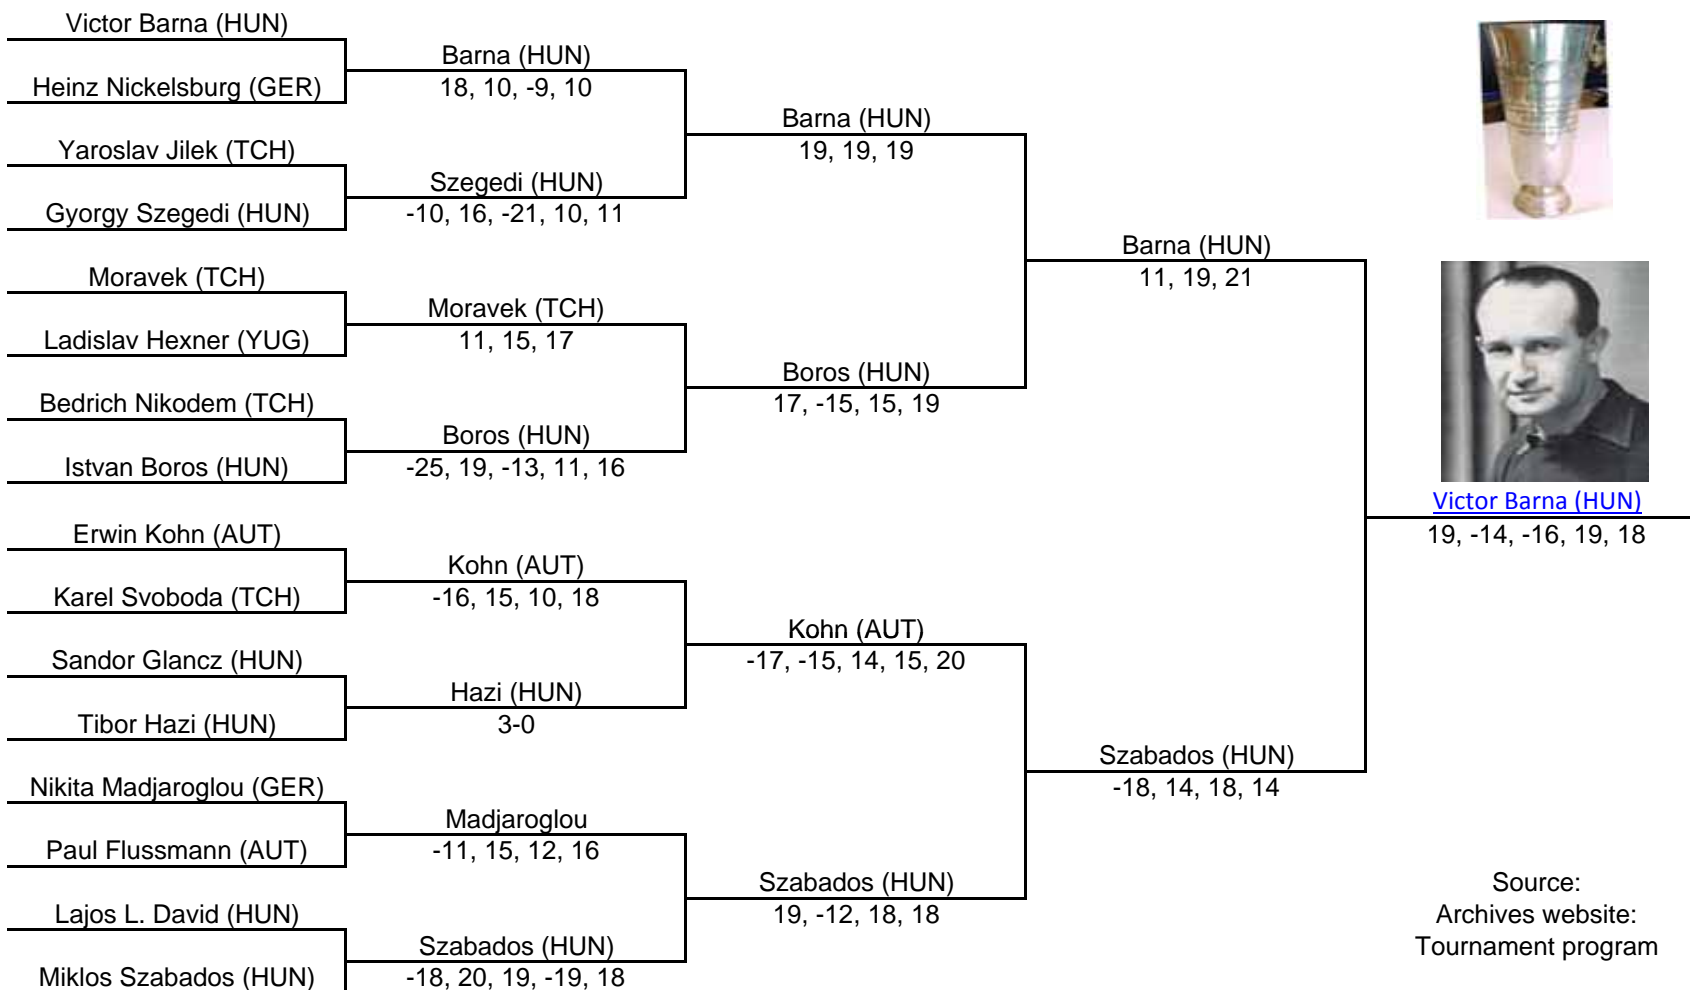 Victor Barna (HUN)
Heinz Nickelsburg (GER)
Yaroslav Jilek (TCH)
Gyorgy Szegedi (HUN)
Moravek (TCH)
Ladislav Hexner (YUG)
Bedrich Nikodem (TCH)
Istvan Boros (HUN)
Erwin Kohn (AUT)
Karel Svoboda (TCH)
Sandor Glancz (HUN)
Tibor Hazi (HUN)
Nikita Madjaroglou (GER)
Paul Flussmann (AUT)
Lajos L. David (HUN)
Miklos Szabados (HUN)
Barna (HUN)
18, 10, -9, 10
Szegedi (HUN)
-10, 16, -21, 10, 11
Moravek (TCH)
11, 15, 17
Boros (HUN)
-25, 19, -13, 11, 16
Kohn (AUT)
-16, 15, 10, 18
Hazi (HUN)
3-0
Madjaroglou
-11, 15, 12, 16
Szabados (HUN)
-18, 20, 19, -19, 18
Barna (HUN)
19, 19, 19
Boros (HUN)
17, -15, 15, 19
Kohn (AUT)
-17, -15, 14, 15, 20
Szabados (HUN)
19, -12, 18, 18
Barna (HUN)
11, 19, 21
Szabados (HUN)
-18, 14, 18, 14
Victor Barna (HUN)
19, -14, -16, 19, 18
Source:
Archives website:
Tournament program